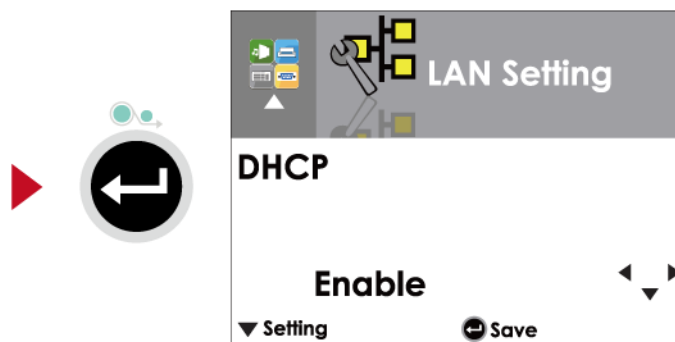 LAN Setting
DHCP
Enable
Setting
Save